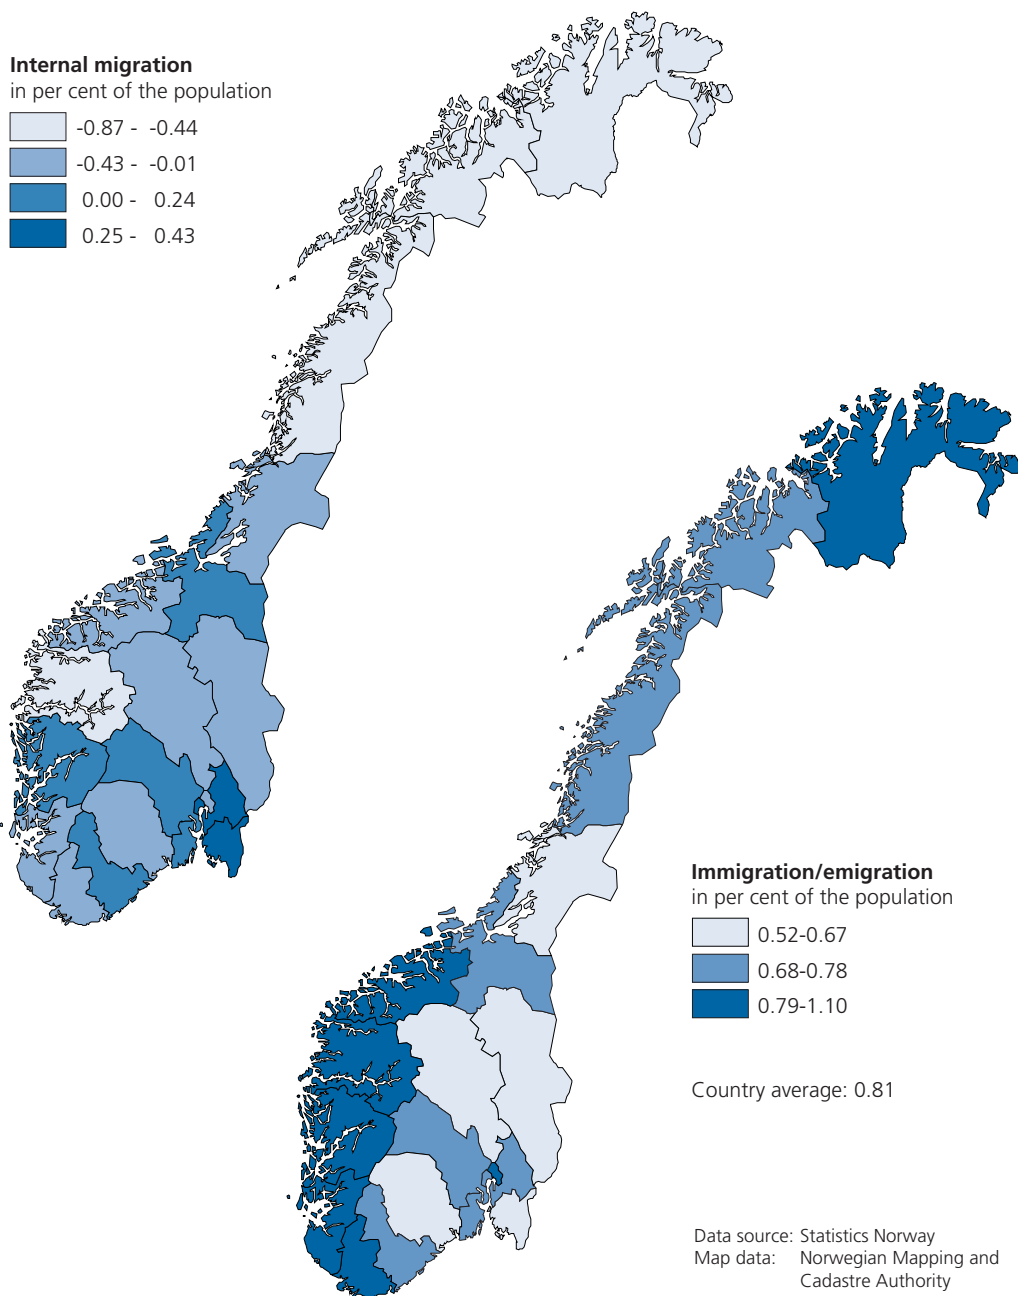 Internal migration
in per cent of the population
-0.87 - -0.44
-0.43 - -0.01
0.00 - 0.24
0.25 - 0.43
Immigration/emigration
in per cent of the population
0.52-0.67
0.68-0.78
0.79-1.10
Country average: 0.81
Data source: Statistics Norway
Map data: Norwegian Mapping and
Cadastre Authority